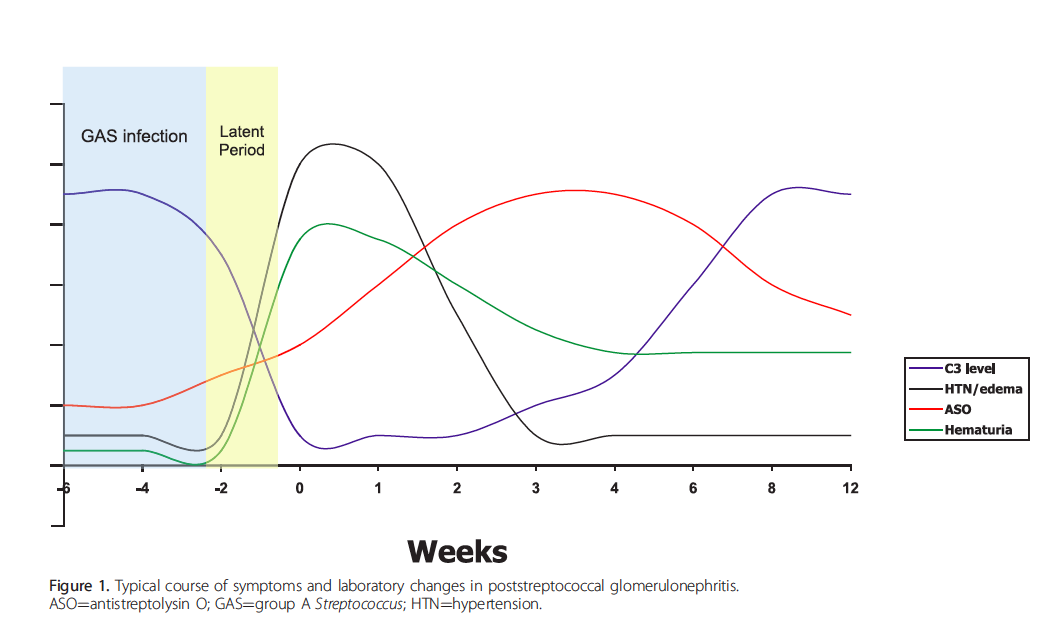 GAS infection
Latent
Period
-6 -4 -2 0 1 2 3 4 6 8 12
Weeks
C3 level
HTN/edema
ASO
Hematuria
Figure 1. Typical course of symptoms and laboratory changes in poststreptococcal glomerulonephritis.
ASO=antistreptolysin O; GAS=group A Streptococcus; HTN=hypertension.